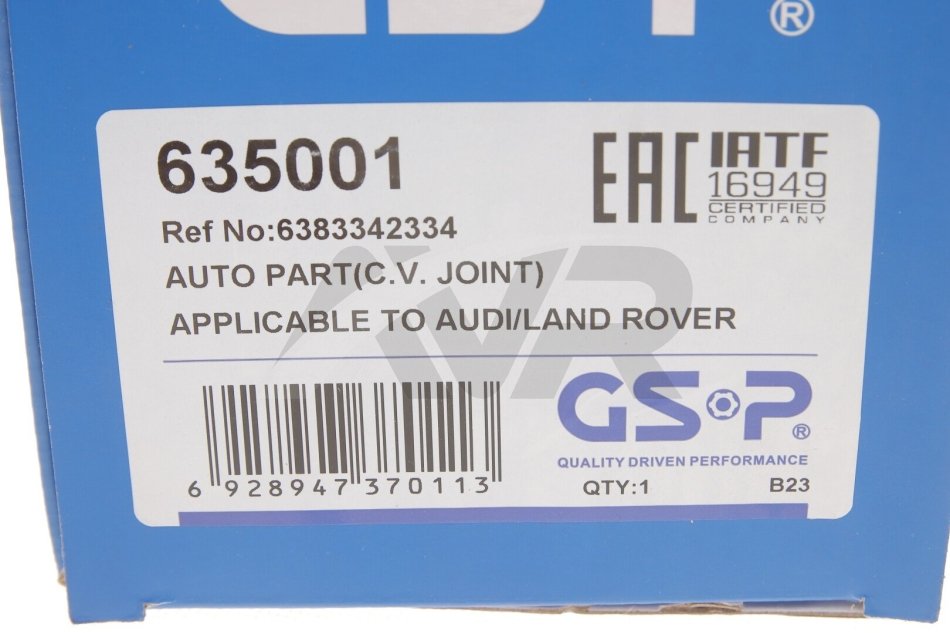 ®
635001
EAC IATF
16949
CERTIFIED
COMPANY
Ref No:6383342334
AUTO PART(C.V. JOINT)
APPLICABLE TO AUDI/LAND ROVER
VR
GSP®
QUALITY DRIVEN PERFORMANCE
6 928947 370113
QTY:1 B23